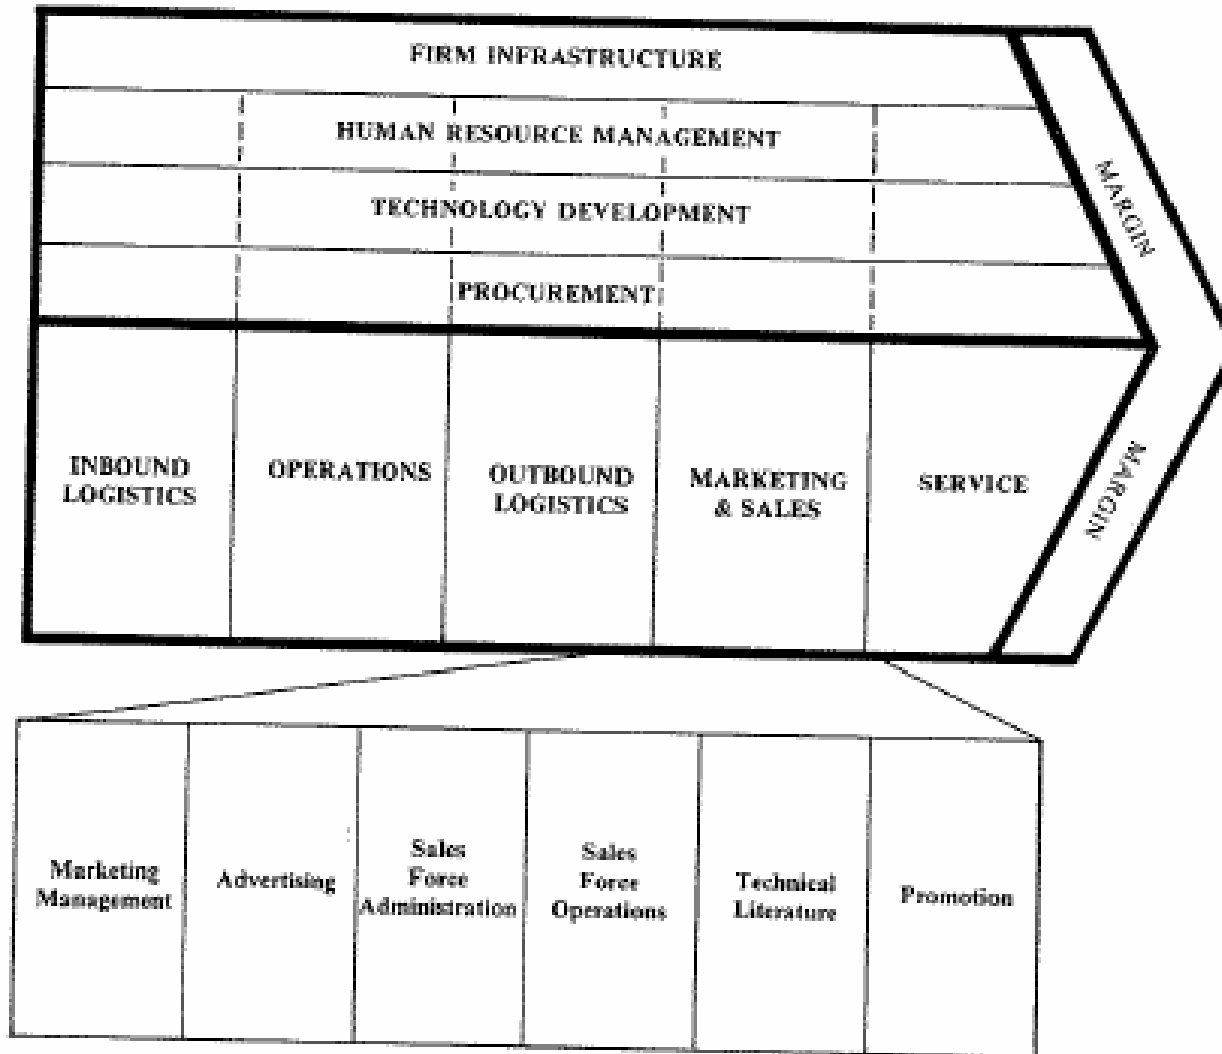 FIRM INFRASTRUCTURE
HUMAN RESOURCE MANAGEMENT
TECHNOLOGY DEVELOPMENT
PROCUREMENT
MARGIN
INBOUND
LOGISTICS
OPERATIONS
OUTBOUND
LOGISTICS
MARKETING
& SALES
SERVICE
MARGIN
Marketing
Management
Advertising
Sales
Force
Administration
Sales
Force
Operations
Technical
Literature
Promotion